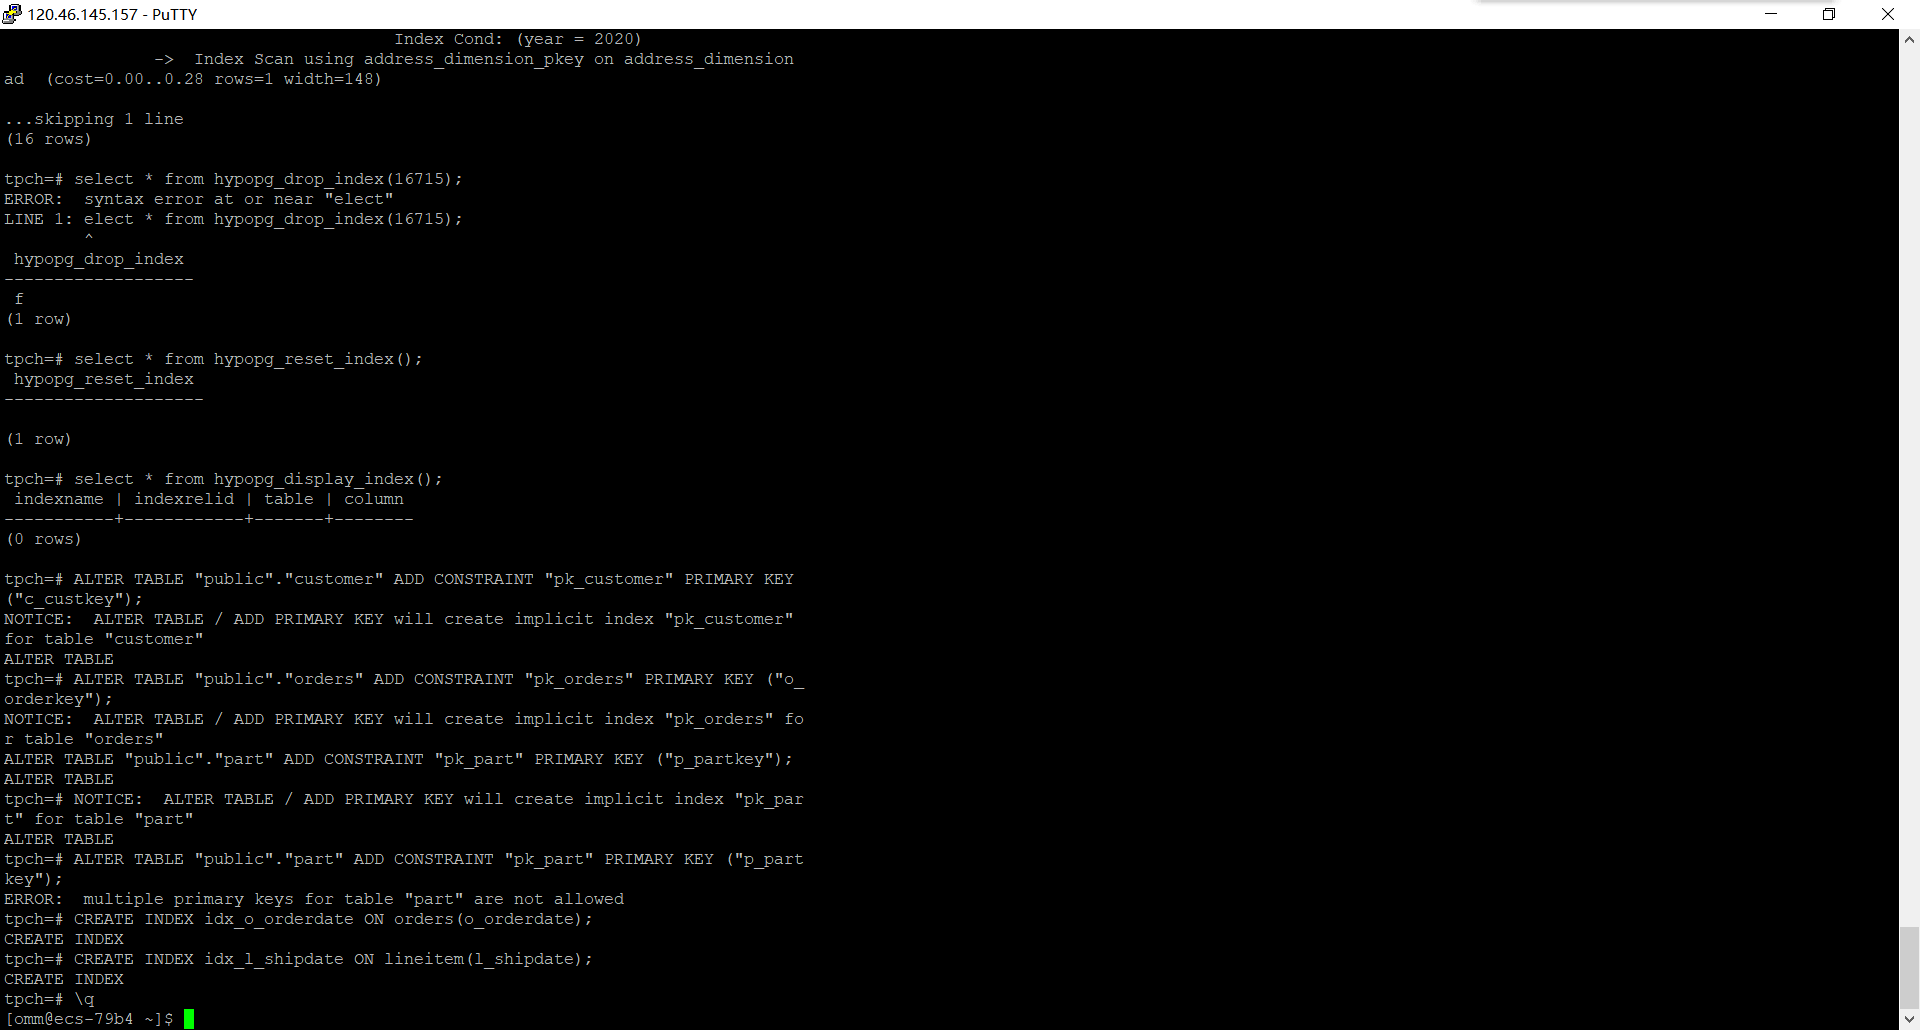 120.46.145.157 - PuTTY
Index Cond: (year = 2020)
->  Index Scan using address_dimension_pkey on address_dimension
ad  (cost=0.00..0.28 rows=1 width=148)
...skipping 1 line
(16 rows)
tpch=# select * from hypopg_drop_index(16715);
ERROR:  syntax error at or near "elect"
LINE 1: elect * from hypopg_drop_index(16715);
^
hypopg_drop_index
-------------------
f
(1 row)
tpch=# select * from hypopg_reset_index();
hypopg_reset_index
--------------------
(1 row)
tpch=# select * from hypopg_display_index();
indexname | indexrelid | table | column
-----------+------------+-------+--------
(0 rows)
tpch=# ALTER TABLE "public"."customer" ADD CONSTRAINT "pk_customer" PRIMARY KEY
("c_custkey");
NOTICE:  ALTER TABLE / ADD PRIMARY KEY will create implicit index "pk_customer"
for table "customer"
ALTER TABLE
tpch=# ALTER TABLE "public"."orders" ADD CONSTRAINT "pk_orders" PRIMARY KEY ("o_
orderkey");
NOTICE:  ALTER TABLE / ADD PRIMARY KEY will create implicit index "pk_orders" fo
r table "orders"
ALTER TABLE "public"."part" ADD CONSTRAINT "pk_part" PRIMARY KEY ("p_partkey");
ALTER TABLE
tpch=# NOTICE:  ALTER TABLE / ADD PRIMARY KEY will create implicit index "pk_par
t" for table "part"
ALTER TABLE
tpch=# ALTER TABLE "public"."part" ADD CONSTRAINT "pk_part" PRIMARY KEY ("p_part
key");
ERROR:  multiple primary keys for table "part" are not allowed
tpch=# CREATE INDEX idx_o_orderdate ON orders(o_orderdate);
CREATE INDEX
tpch=# CREATE INDEX idx_l_shipdate ON lineitem(l_shipdate);
CREATE INDEX
tpch=# \q
[omm@ecs-79b4 ~]$